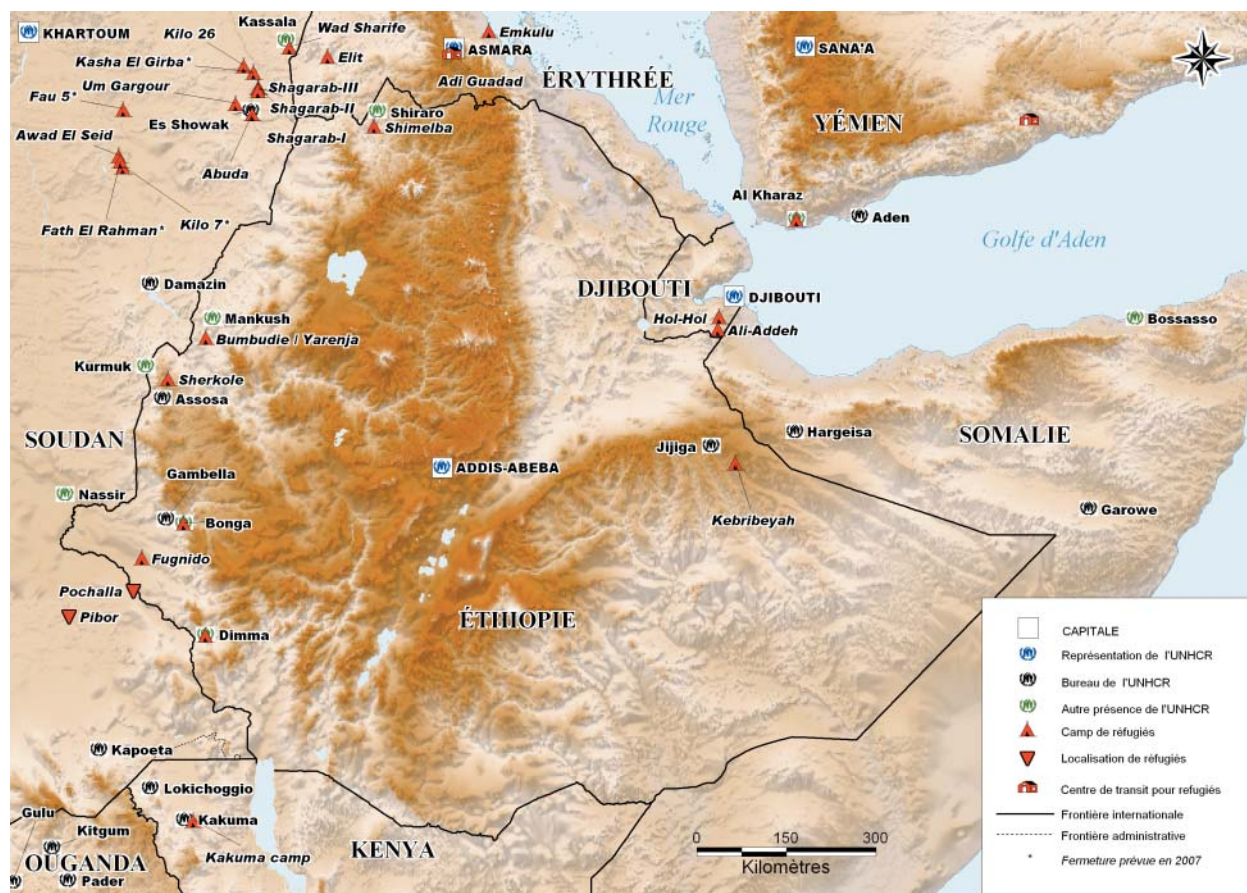 KHARTOUM
Kassala
Wad Sharife
Kilo 26
Emkulu
ASMARA
SANA'A
Kasha El Girba*
Elit
Adi Guadad
ÉRYTHRÉE
Um Gargour
Shagarab-III
Mer
Rouge
Fau 5*
Shagarab-II
Shiraro
YÉMEN
Es Showak
Shimelba
Awad El Seid
Shagarab-I
Abuda
Al Kharaz
Aden
Kilo 7*
Fath El Rahman*
Golfe d'Aden
Damazin
DJIBOUTI
DJIBOUTI
Mankush
Hol-Hol
Bossasso
Bumbudie / Yarenja
Ali-Addeh
Kurmuk
Sherkole
Assosa
Hargeisa
SOMALIE
SOUDAN
Jijiga
ADDIS-ABEBA
Gambella
Nassir
Kebribeyah
Garowe
Bonga
Fugnido
Pochalla
Pibor
ÉTHIOPIE
Dimma
Kapoeta
Lokichoggio
Gulu
Kitgum
Kakuma
Kakuma camp
KENYA
OUGANDA
Pader
0 150 300
Kilomètres
CAPITALE
Représentation de l'UNHCR
Bureau de l'UNHCR
Autre présence de l'UNHCR
Camp de réfugiés
Localisation de réfugiés
Centre de transit pour refugiés
Frontière internationale
Frontière administrative
* Fermeture prévue en 2007